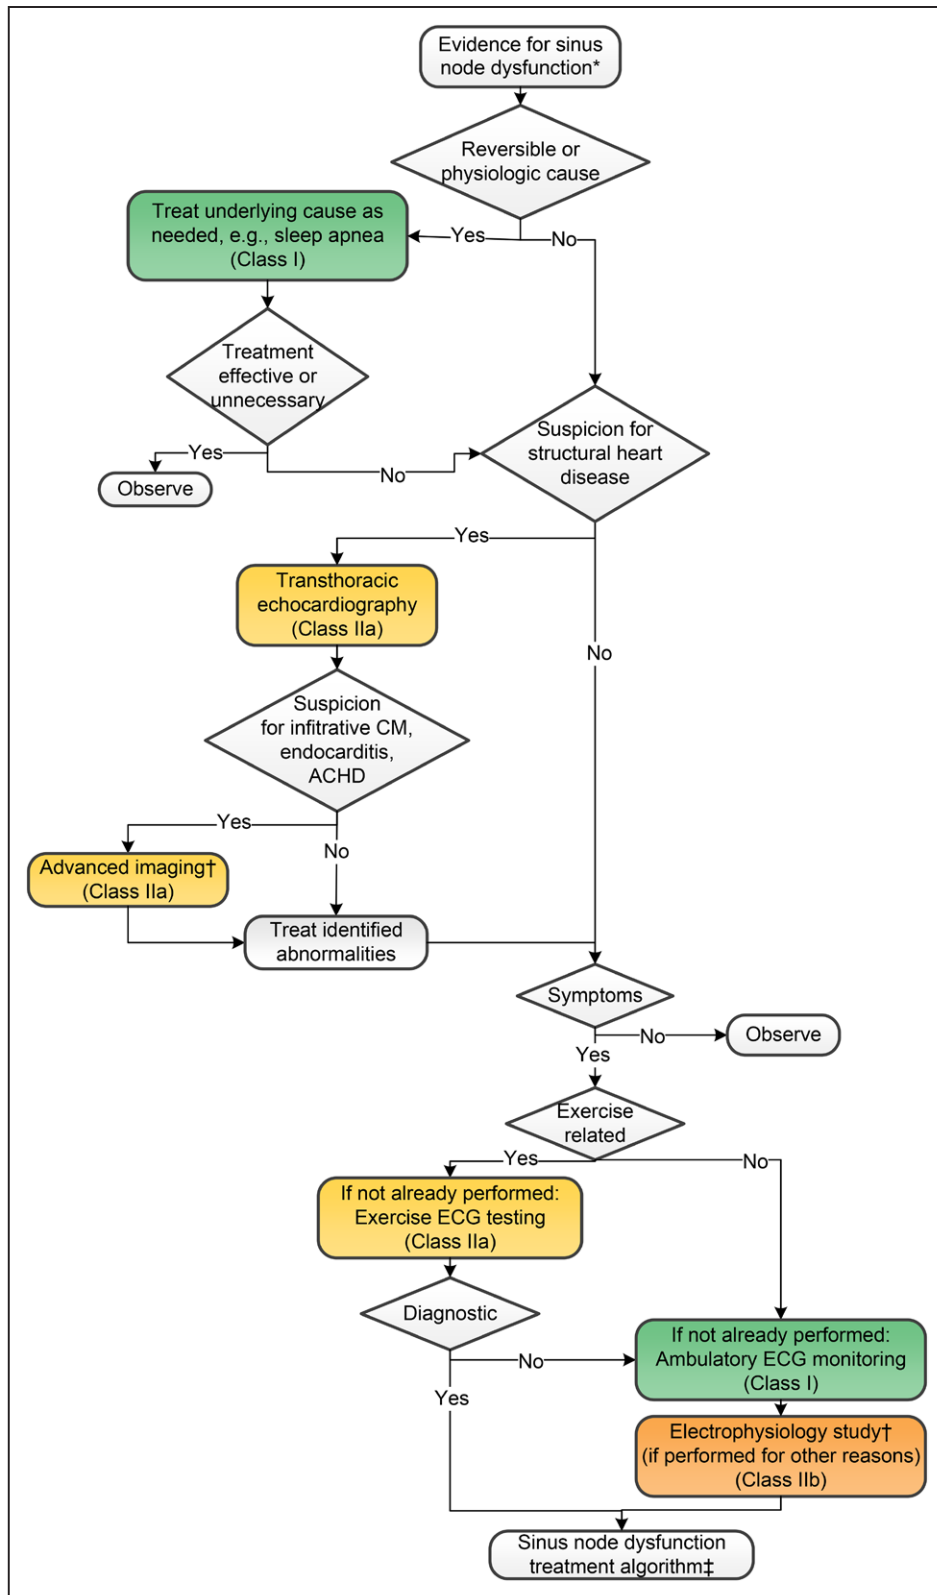 Evidence for sinus
node dysfunction*
Reversible or
physiologic cause
Yes
No
Treat underlying cause as
needed, e.g., sleep apnea
(Class I)
Treatment
effective or
unnecessary
Yes
No
Observe
Suspicion for
structural heart
disease
Yes
No
Transthoracic
echocardiography
(Class IIa)
Suspicion
for infitrative CM,
endocarditis,
ACHD
Yes
No
Advanced imaging†
(Class IIa)
Treat identified
abnormalities
Symptoms
No
Observe
Yes
Exercise
related
Yes
No
If not already performed:
Exercise ECG testing
(Class IIa)
Diagnostic
No
Yes
If not already performed:
Ambulatory ECG monitoring
(Class I)
Electrophysiology study†
(if performed for other reasons)
(Class IIb)
Sinus node dysfunction
treatment algorithm‡